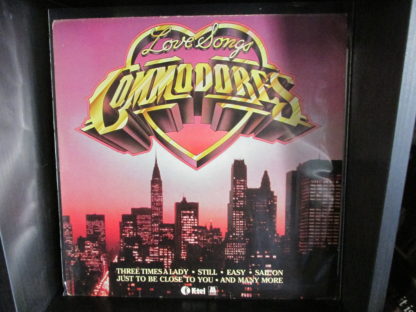 Love Songs
COMMODORES
THREE TIMES A LADY • STILL • EASY • SAIL ON
JUST TO BE CLOSE TO YOU • AND MANY MORE
K-tel